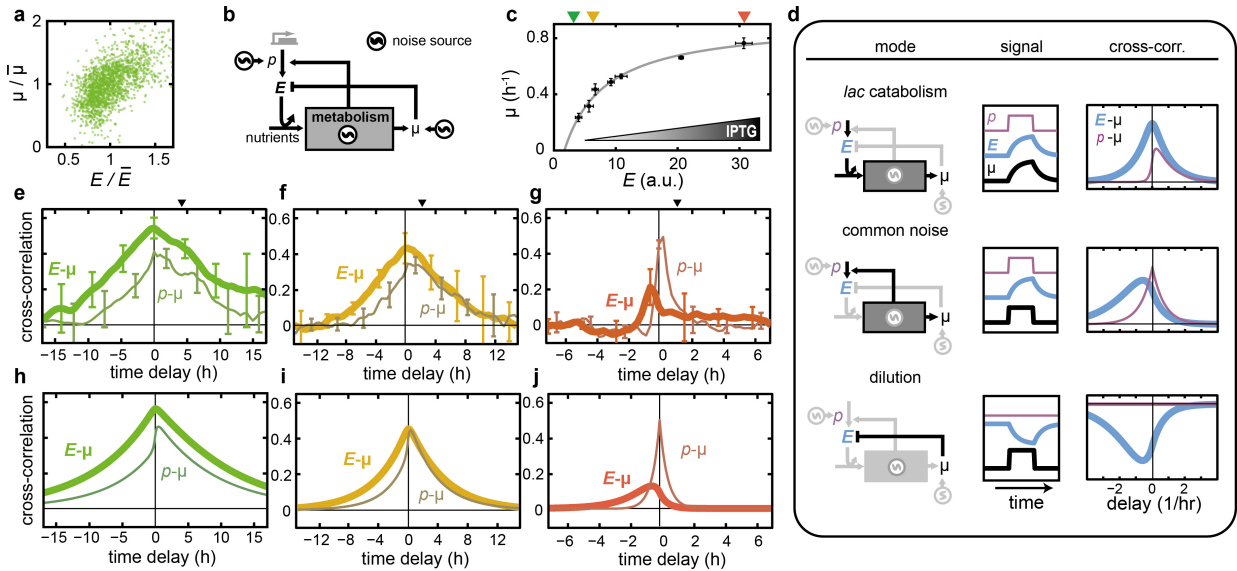 a
μ / μ̄
2
1
0
0.5
1
1.5
E / E̅
b
noise source
p
E
metabolism
nutrients
μ
c
μ (h⁻¹)
0.8
0.4
0
0
10
20
30
IPTG
E (a.u.)
d
mode
signal
cross-corr.
lac catabolism
p
E
μ
p
E
μ
E-μ
p-μ
common noise
p
E
μ
dilution
p
E
μ
time
−2
0
2
delay (1/hr)
e
cross-correlation
E-μ
p-μ
−15
−10
−5
0
5
10
15
time delay (h)
f
0.6
0.4
0.2
0
E-μ
p-μ
−12
−8
−4
0
4
8
12
time delay (h)
g
0.6
0.4
0.2
0
E-μ
p-μ
−6
−4
−2
0
2
4
6
time delay (h)
h
cross-correlation
E-μ
p-μ
−15
−10
−5
0
5
10
15
time delay (h)
i
0.6
0.4
0.2
0
E-μ
p-μ
−12
−8
−4
0
4
8
12
time delay (h)
j
0.6
0.4
0.2
0
E-μ
p-μ
−6
−4
−2
0
2
4
6
time delay (h)